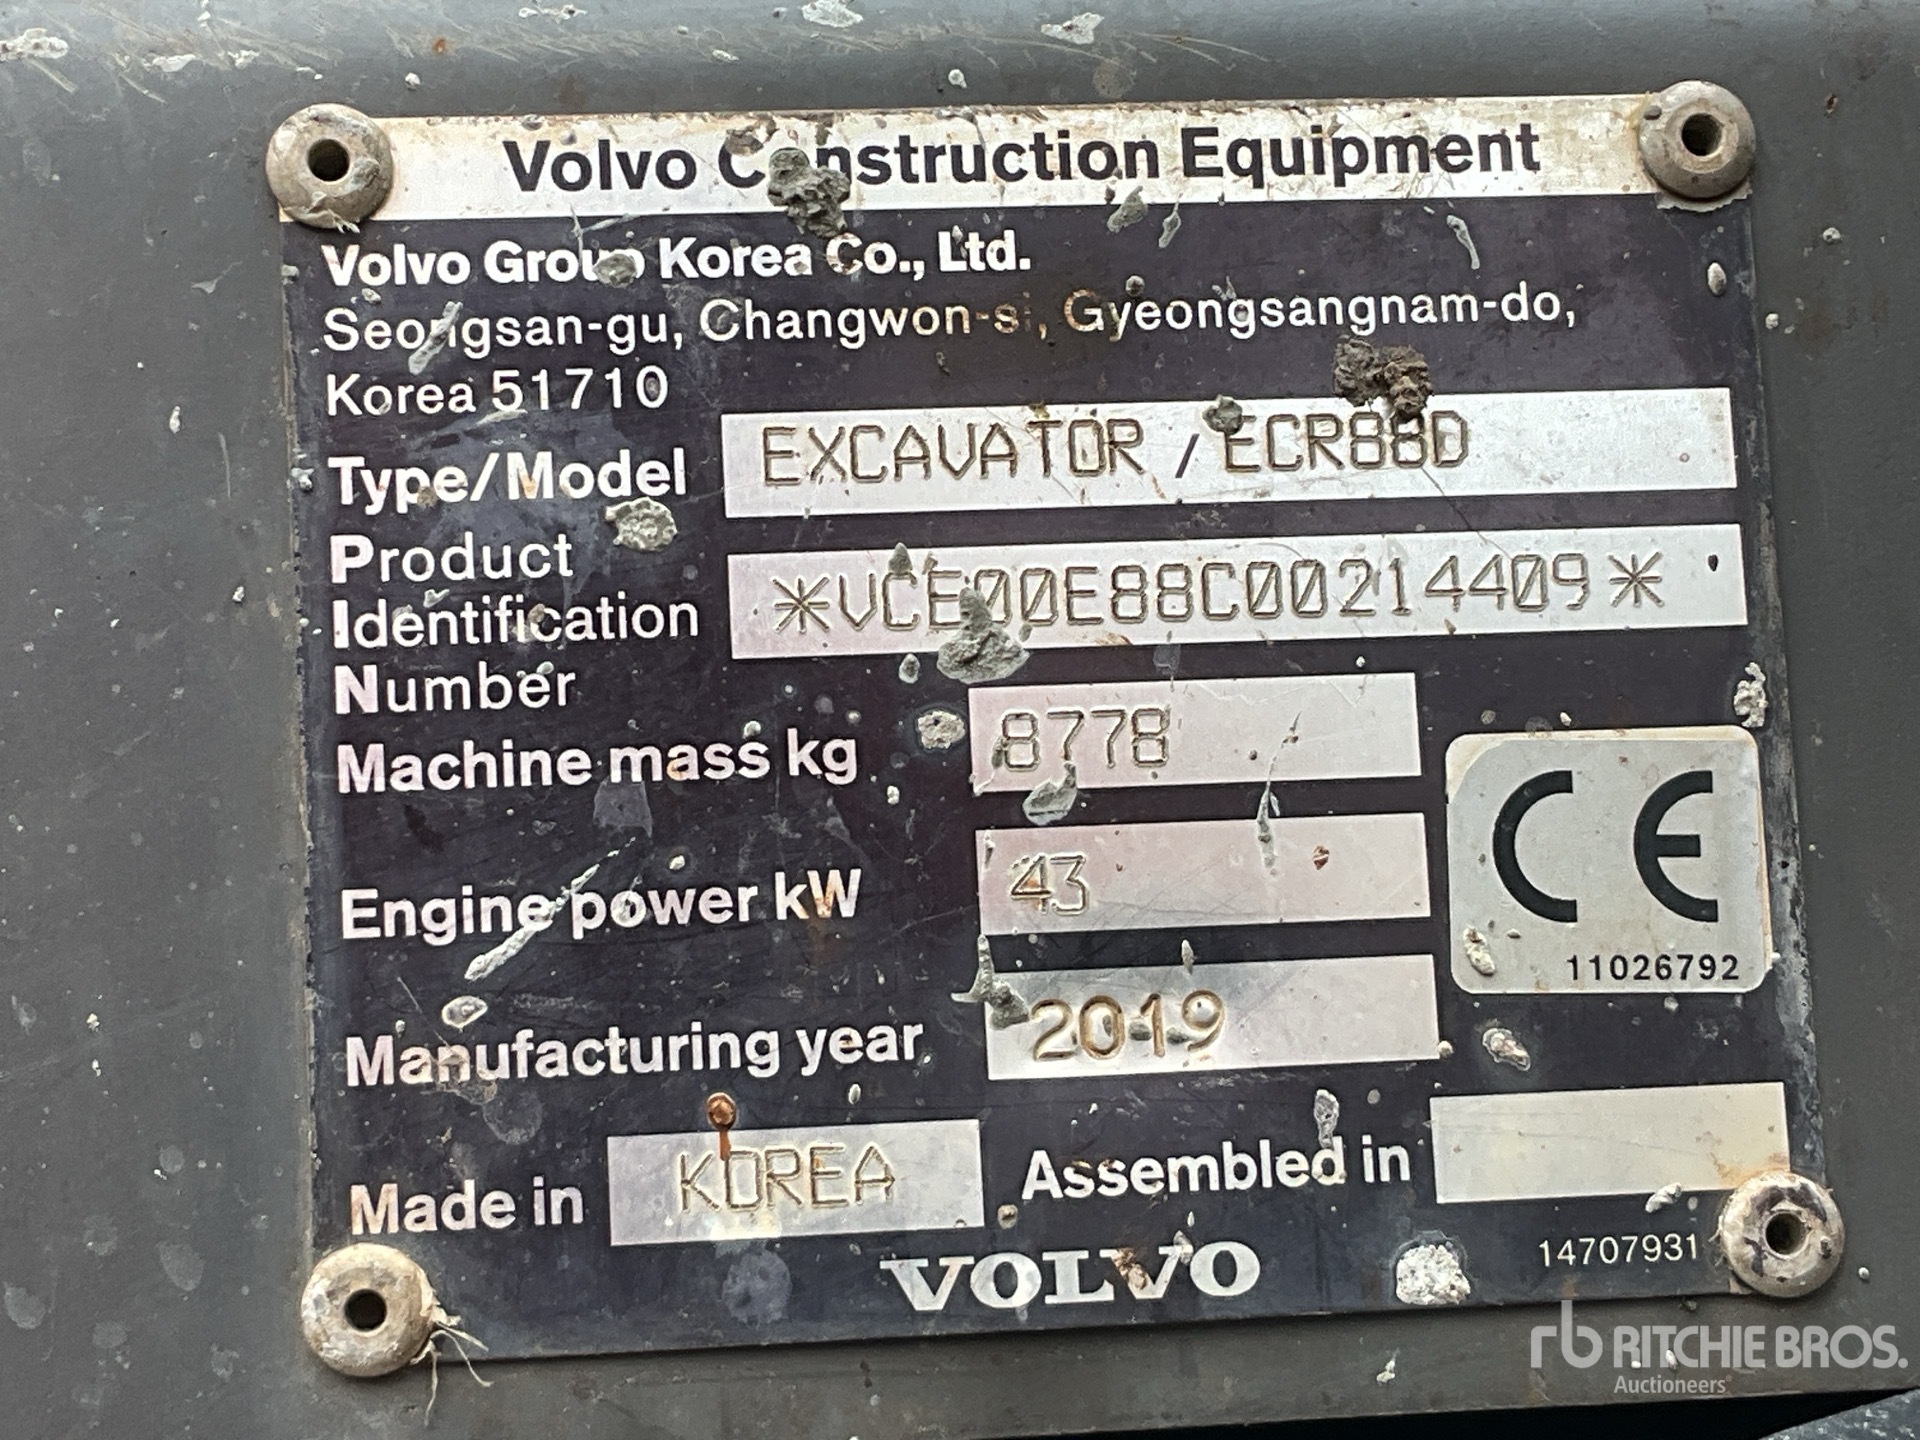 Volvo Construction Equipment
Volvo Group Korea Co., Ltd.
Seongsan-gu, Changwon-si, Gyeongsangnam-do,
Korea 51710
Type/Model EXCAVATOR / ECR88D
Product
Identification *VCE00E88C00214409*
Number
Machine mass kg 8778
Engine power kW 43
CE
11026792
Manufacturing year 2019
Made in KOREA Assembled in
14707931
VOLVO
rb RITCHIE BROS.
Auctioneers